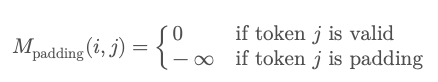 M_padding(i, j) = { 0 if token j is valid
− ∞ if token j is padding